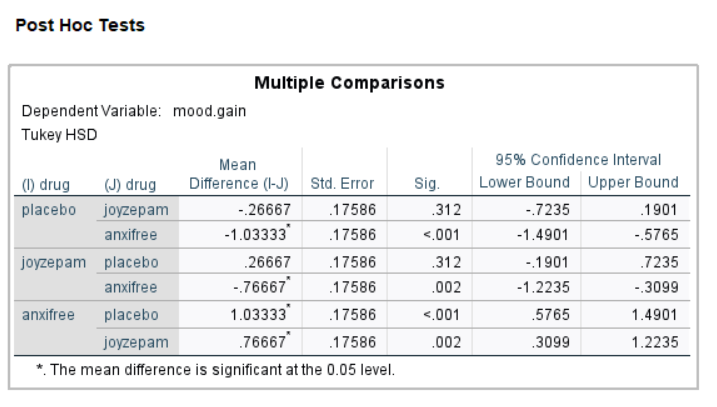 Post Hoc Tests
Multiple Comparisons
Dependent Variable: mood.gain
Tukey HSD
(I) drug (J) drug Mean Difference (I-J) Std. Error Sig. 95% Confidence Interval Lower Bound Upper Bound
placebo joyzepam -.26667 .17586 .312 -.7235 .1901
anxifree -1.03333* .17586 <.001 -1.4901 -.5765
joyzepam placebo .26667 .17586 .312 -.1901 .7235
anxifree -.76667* .17586 .002 -1.2235 -.3099
anxifree placebo 1.03333* .17586 <.001 .5765 1.4901
joyzepam .76667* .17586 .002 .3099 1.2235
*. The mean difference is significant at the 0.05 level.